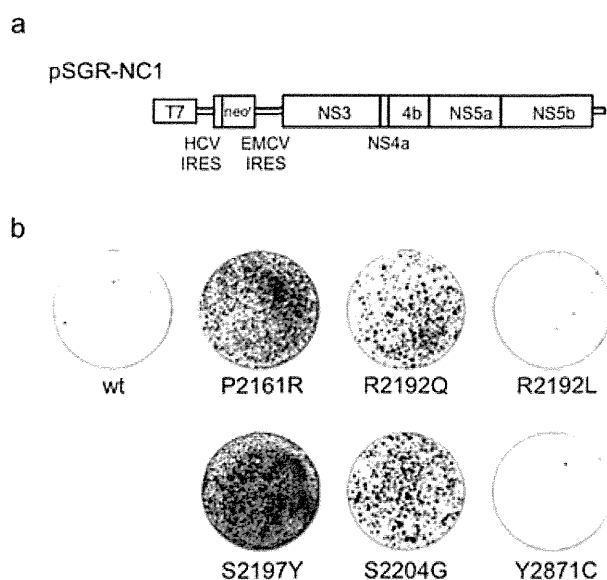 a
pSGR-NC1
T7 neoʳ NS3 4b NS5a NS5b
HCV IRES EMCV IRES NS4a
b
wt P2161R R2192Q R2192L
S2197Y S2204G Y2871C